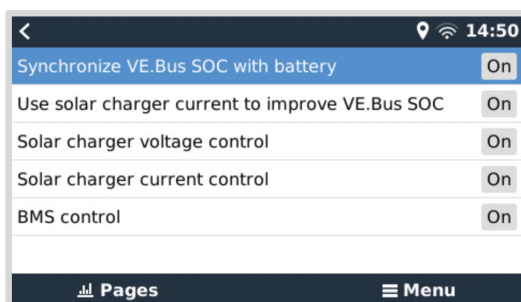 14:50
Synchronize VE.Bus SOC with battery On
Use solar charger current to improve VE.Bus SOC On
Solar charger voltage control On
Solar charger current control On
BMS control On
Pages Menu